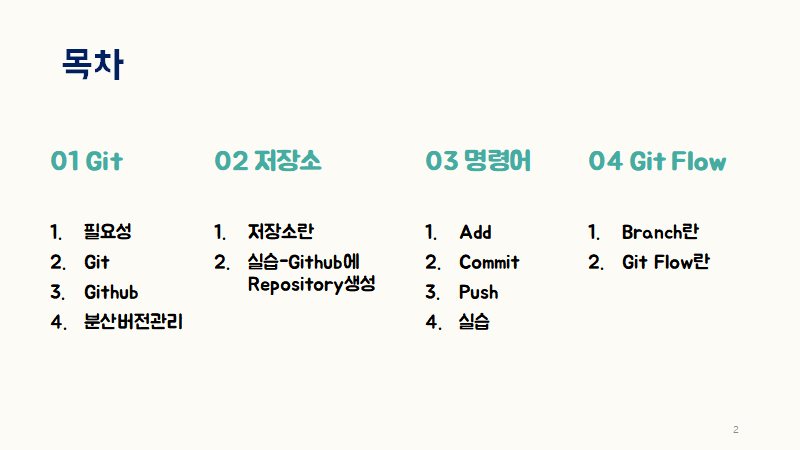 목차
01 Git
1. 필요성
2. Git
3. Github
4. 분산버전관리
02 저장소
1. 저장소란
2. 실습-Github에
Repository생성
03 명령어
1. Add
2. Commit
3. Push
4. 실습
04 Git Flow
1. Branch란
2. Git Flow란
2